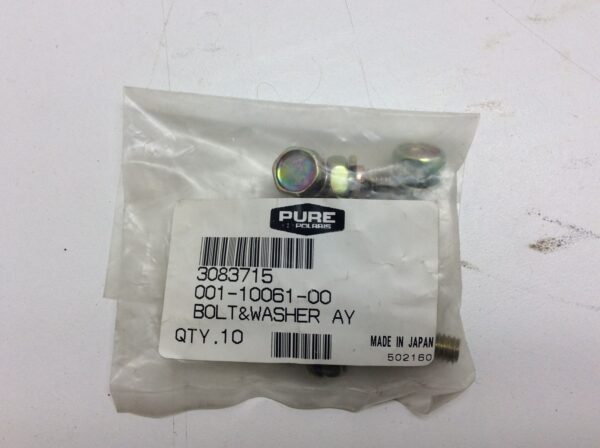 PURE
POLARIS
3083715
001-10061-00
BOLT&WASHER AY
QTY.10
MADE IN JAPAN
502160